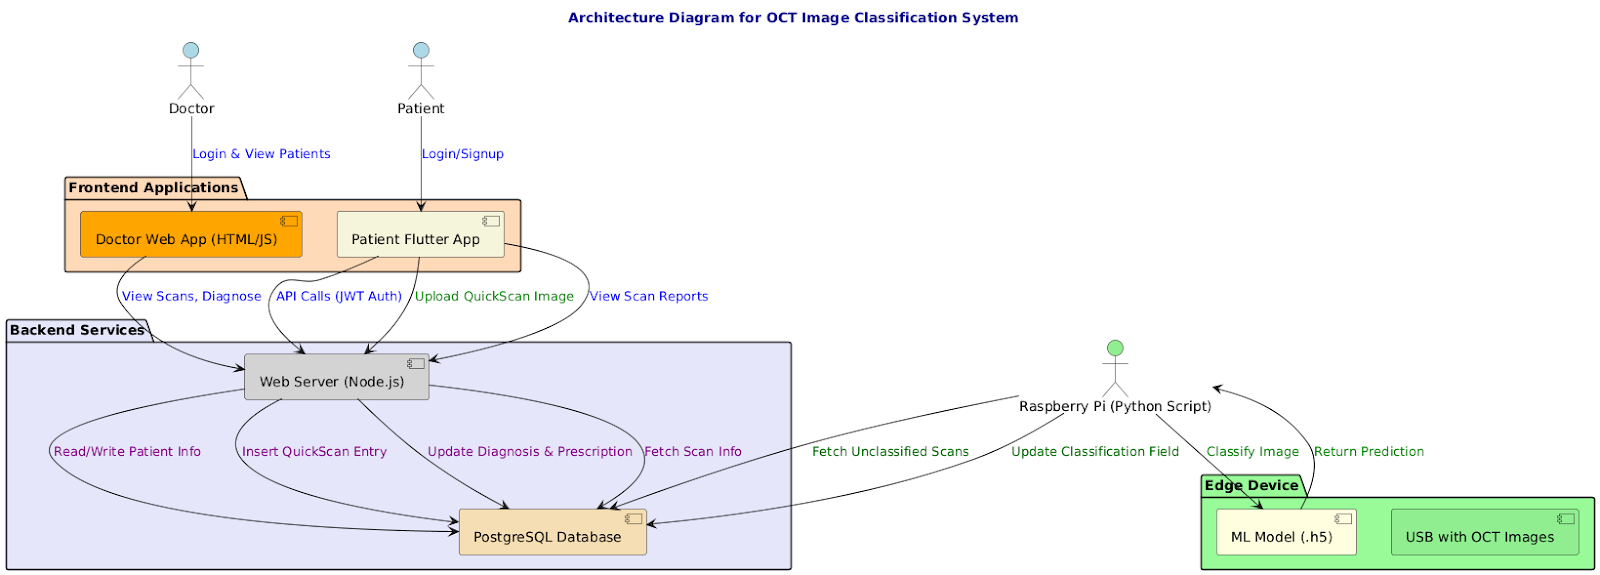 Architecture Diagram for OCT Image Classification System
Doctor
Patient
Login & View Patients
Login/Signup
Frontend Applications
Doctor Web App (HTML/JS)
Patient Flutter App
View Scans, Diagnose
API Calls (JWT Auth)
Upload QuickScan Image
View Scan Reports
Backend Services
Web Server (Node.js)
Raspberry Pi (Python Script)
Read/Write Patient Info
Insert QuickScan Entry
Update Diagnosis & Prescription
Fetch Scan Info
Fetch Unclassified Scans
Update Classification Field
Classify Image
Return Prediction
Edge Device
PostgreSQL Database
ML Model (.h5)
USB with OCT Images